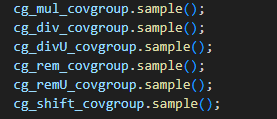 cg_mul_covgroup.sample();
cg_div_covgroup.sample();
cg_divU_covgroup.sample();
cg_rem_covgroup.sample();
cg_remU_covgroup.sample();
cg_shift_covgroup.sample();